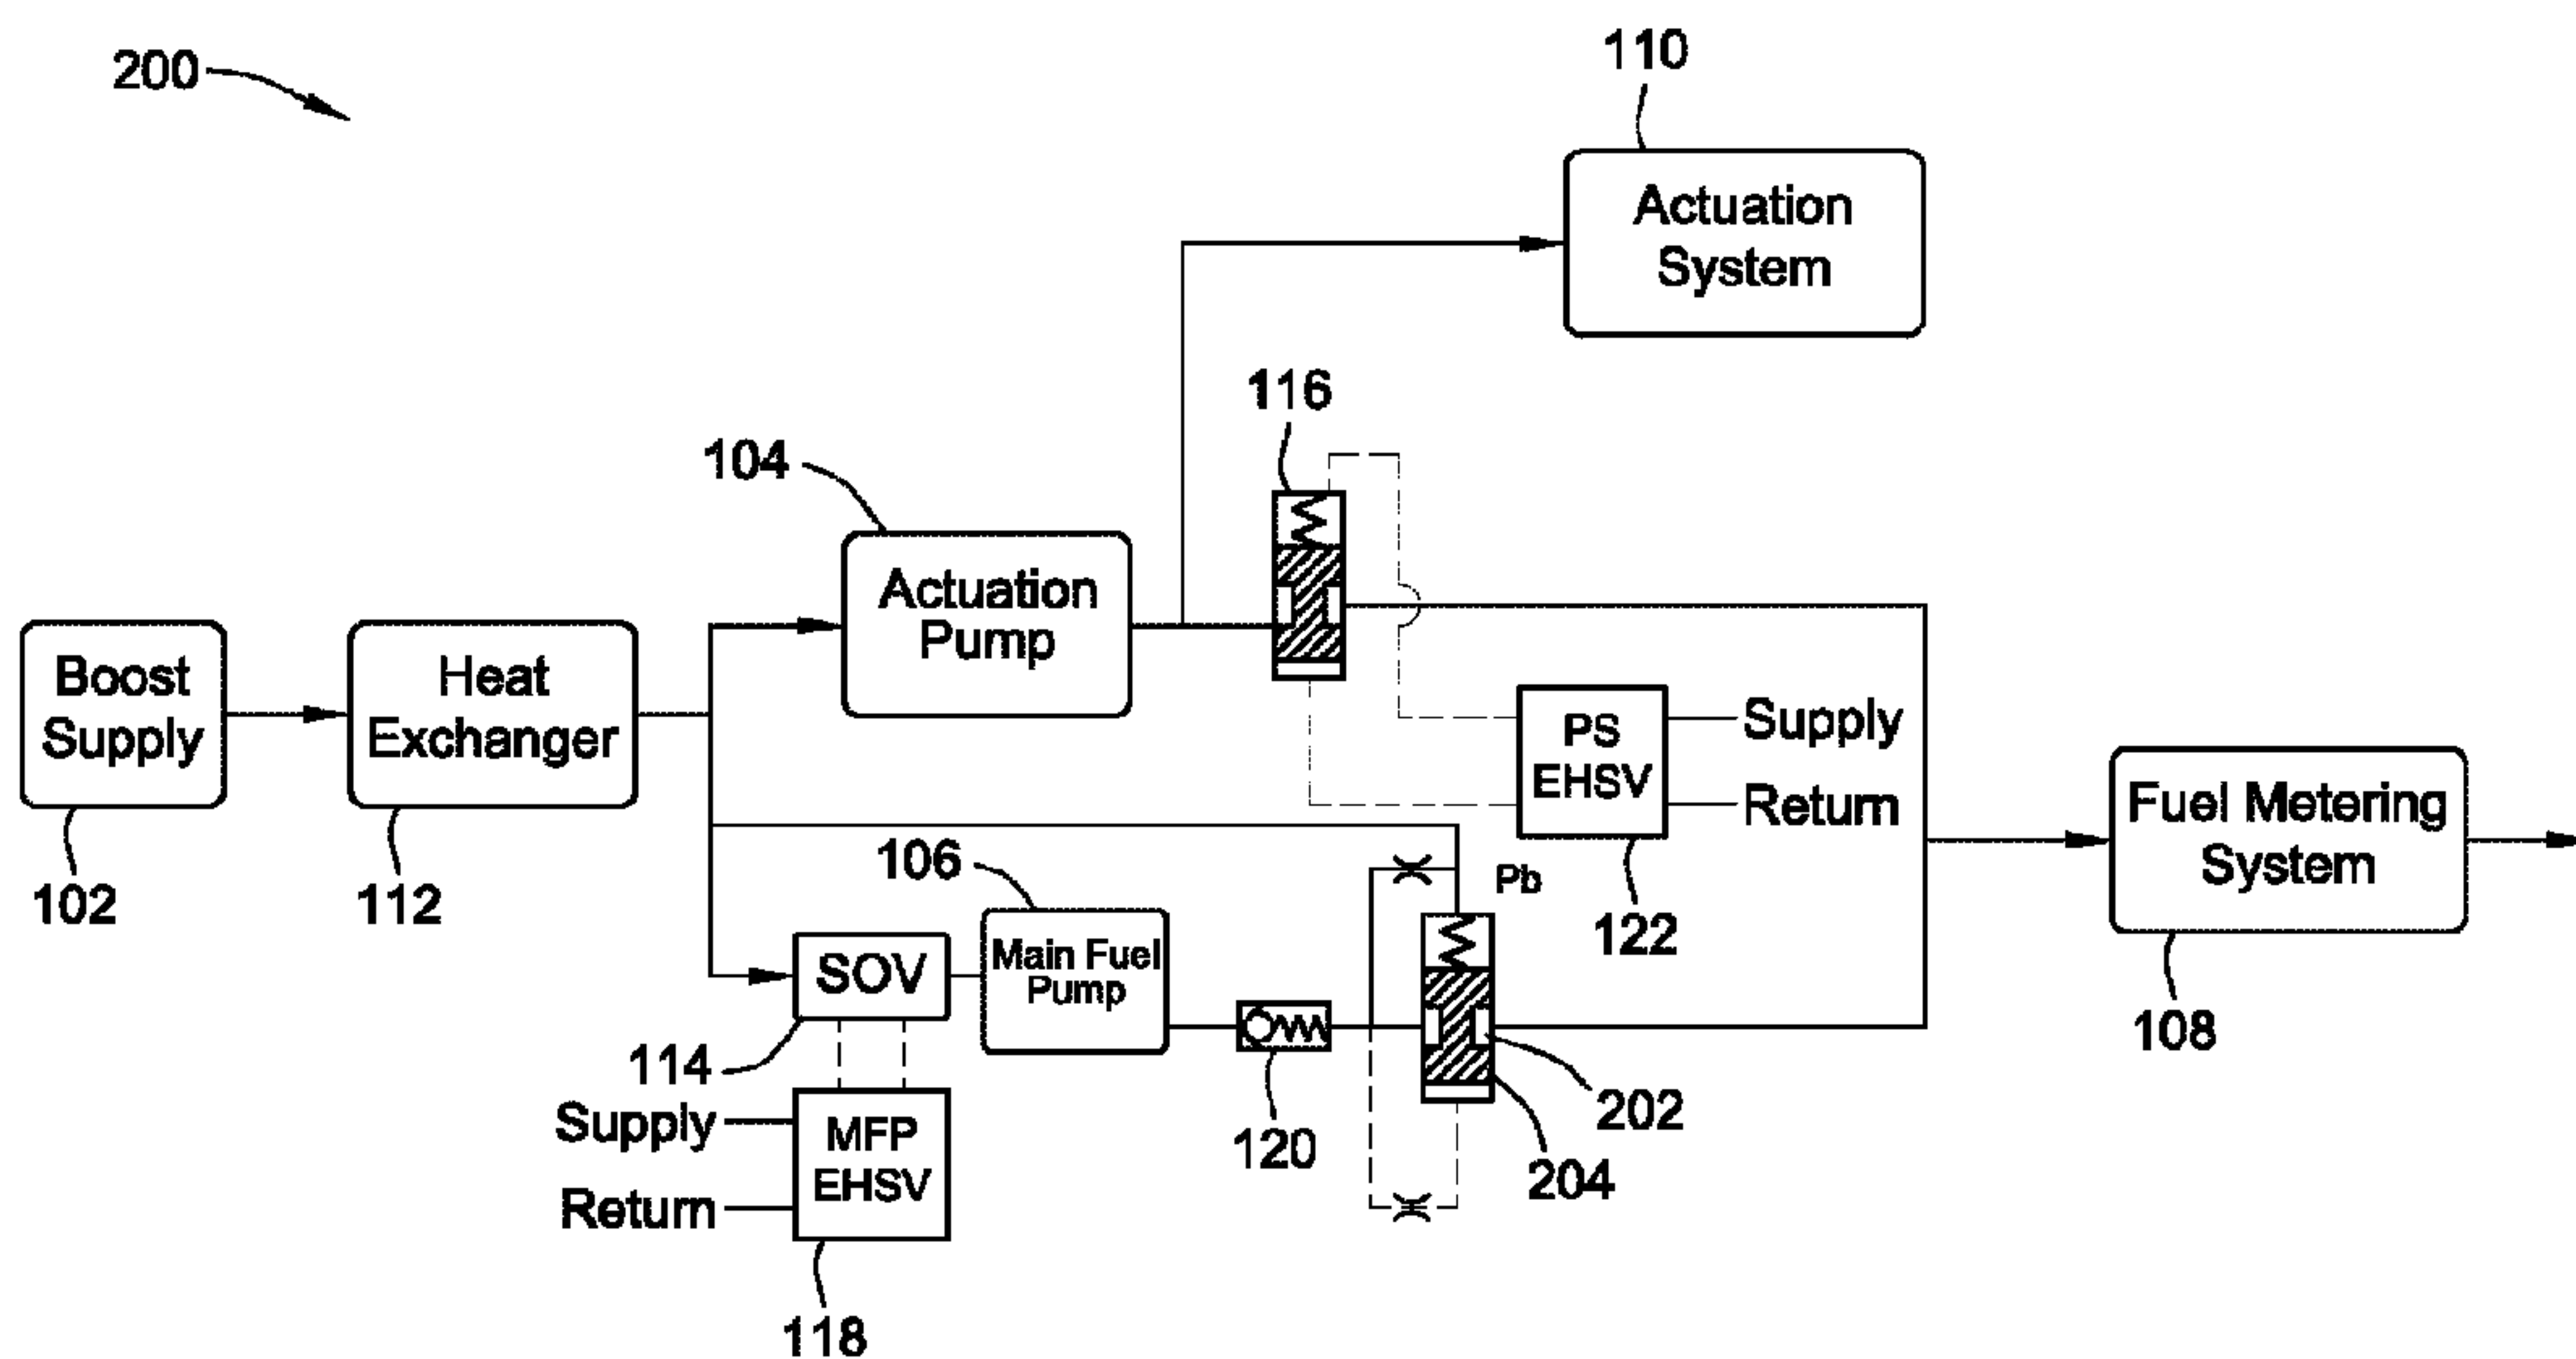 200
110
Actuation
System
116
104
Actuation
Pump
Boost
Supply
Heat
Exchanger
PS
EHSV
Supply
Return
Fuel Metering
System
102
112
106
Pb
122
Main Fuel
Pump
SOV
108
114
120
202
204
Supply
Return
MFP
EHSV
118